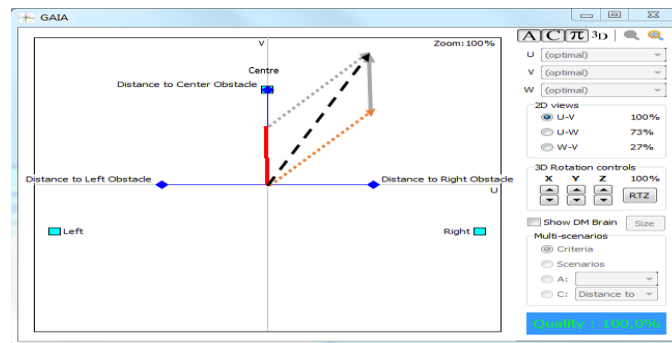 GAIA
V
Zoom: 100%
Centre
Distance to Center Obstacle
Distance to Left Obstacle
Distance to Right Obstacle
U
Left
Right
A C π 3D
U (optimal)
V (optimal)
W (optimal)
2D views
U-V 100%
U-W 73%
W-V 27%
3D Rotation controls
X Y Z 100%
RTZ
Show DM Brain Size
Multi-scenarios
Criteria
Scenarios
A:
C: Distance to
Quality : 100,0%